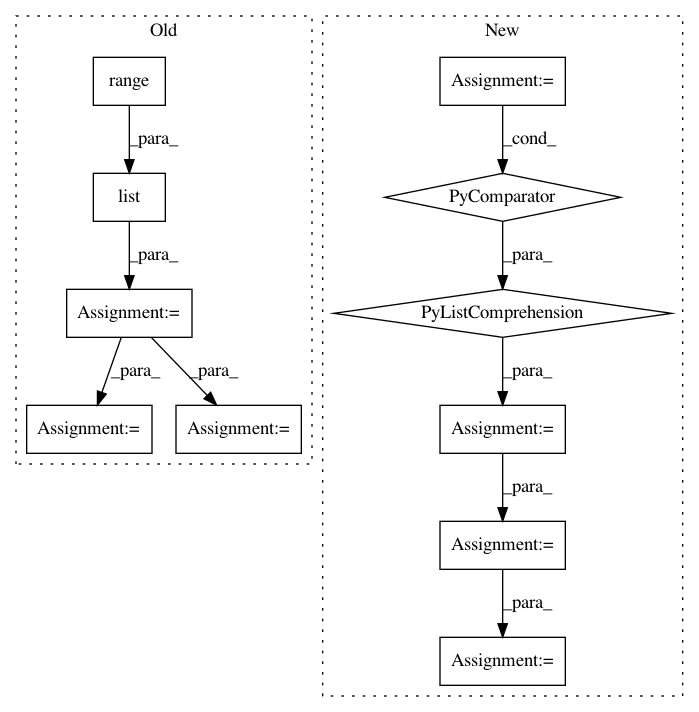 Old
New
range
Assignment:=
_para_
_cond_
list
PyComparator
_para_
_para_
Assignment:=
PyListComprehension
_para_
_para_
_para_
Assignment:=
Assignment:=
Assignment:=
_para_
Assignment:=
_para_
Assignment:=